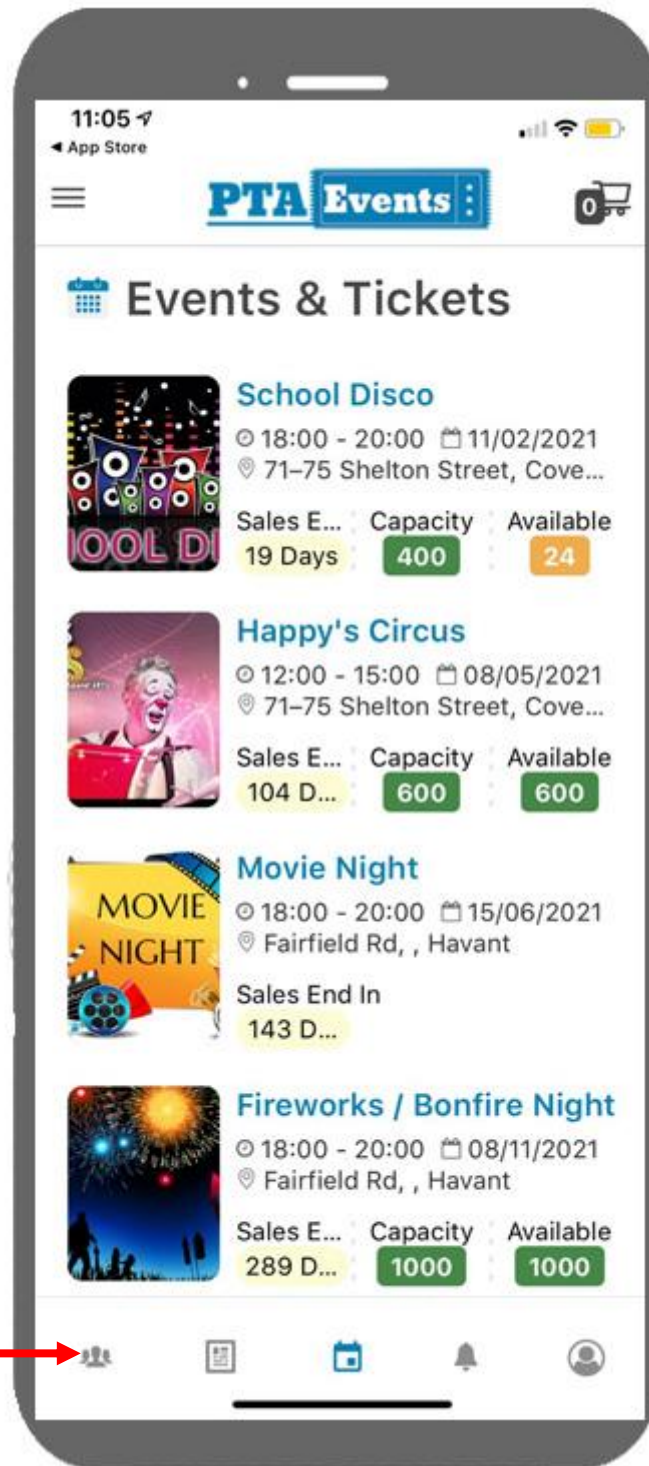 11:05
App Store
PTA Events
0
Events & Tickets
School Disco
18:00 - 20:00 11/02/2021
71–75 Shelton Street, Cove...
Sales E... Capacity Available
19 Days 400 24
OOL DI
Happy's Circus
12:00 - 15:00 08/05/2021
71–75 Shelton Street, Cove...
Sales E... Capacity Available
104 D... 600 600
Movie Night
MOVIE
NIGHT
18:00 - 20:00 15/06/2021
Fairfield Rd, , Havant
Sales End In
143 D...
Fireworks / Bonfire Night
18:00 - 20:00 08/11/2021
Fairfield Rd, , Havant
Sales E... Capacity Available
289 D... 1000 1000